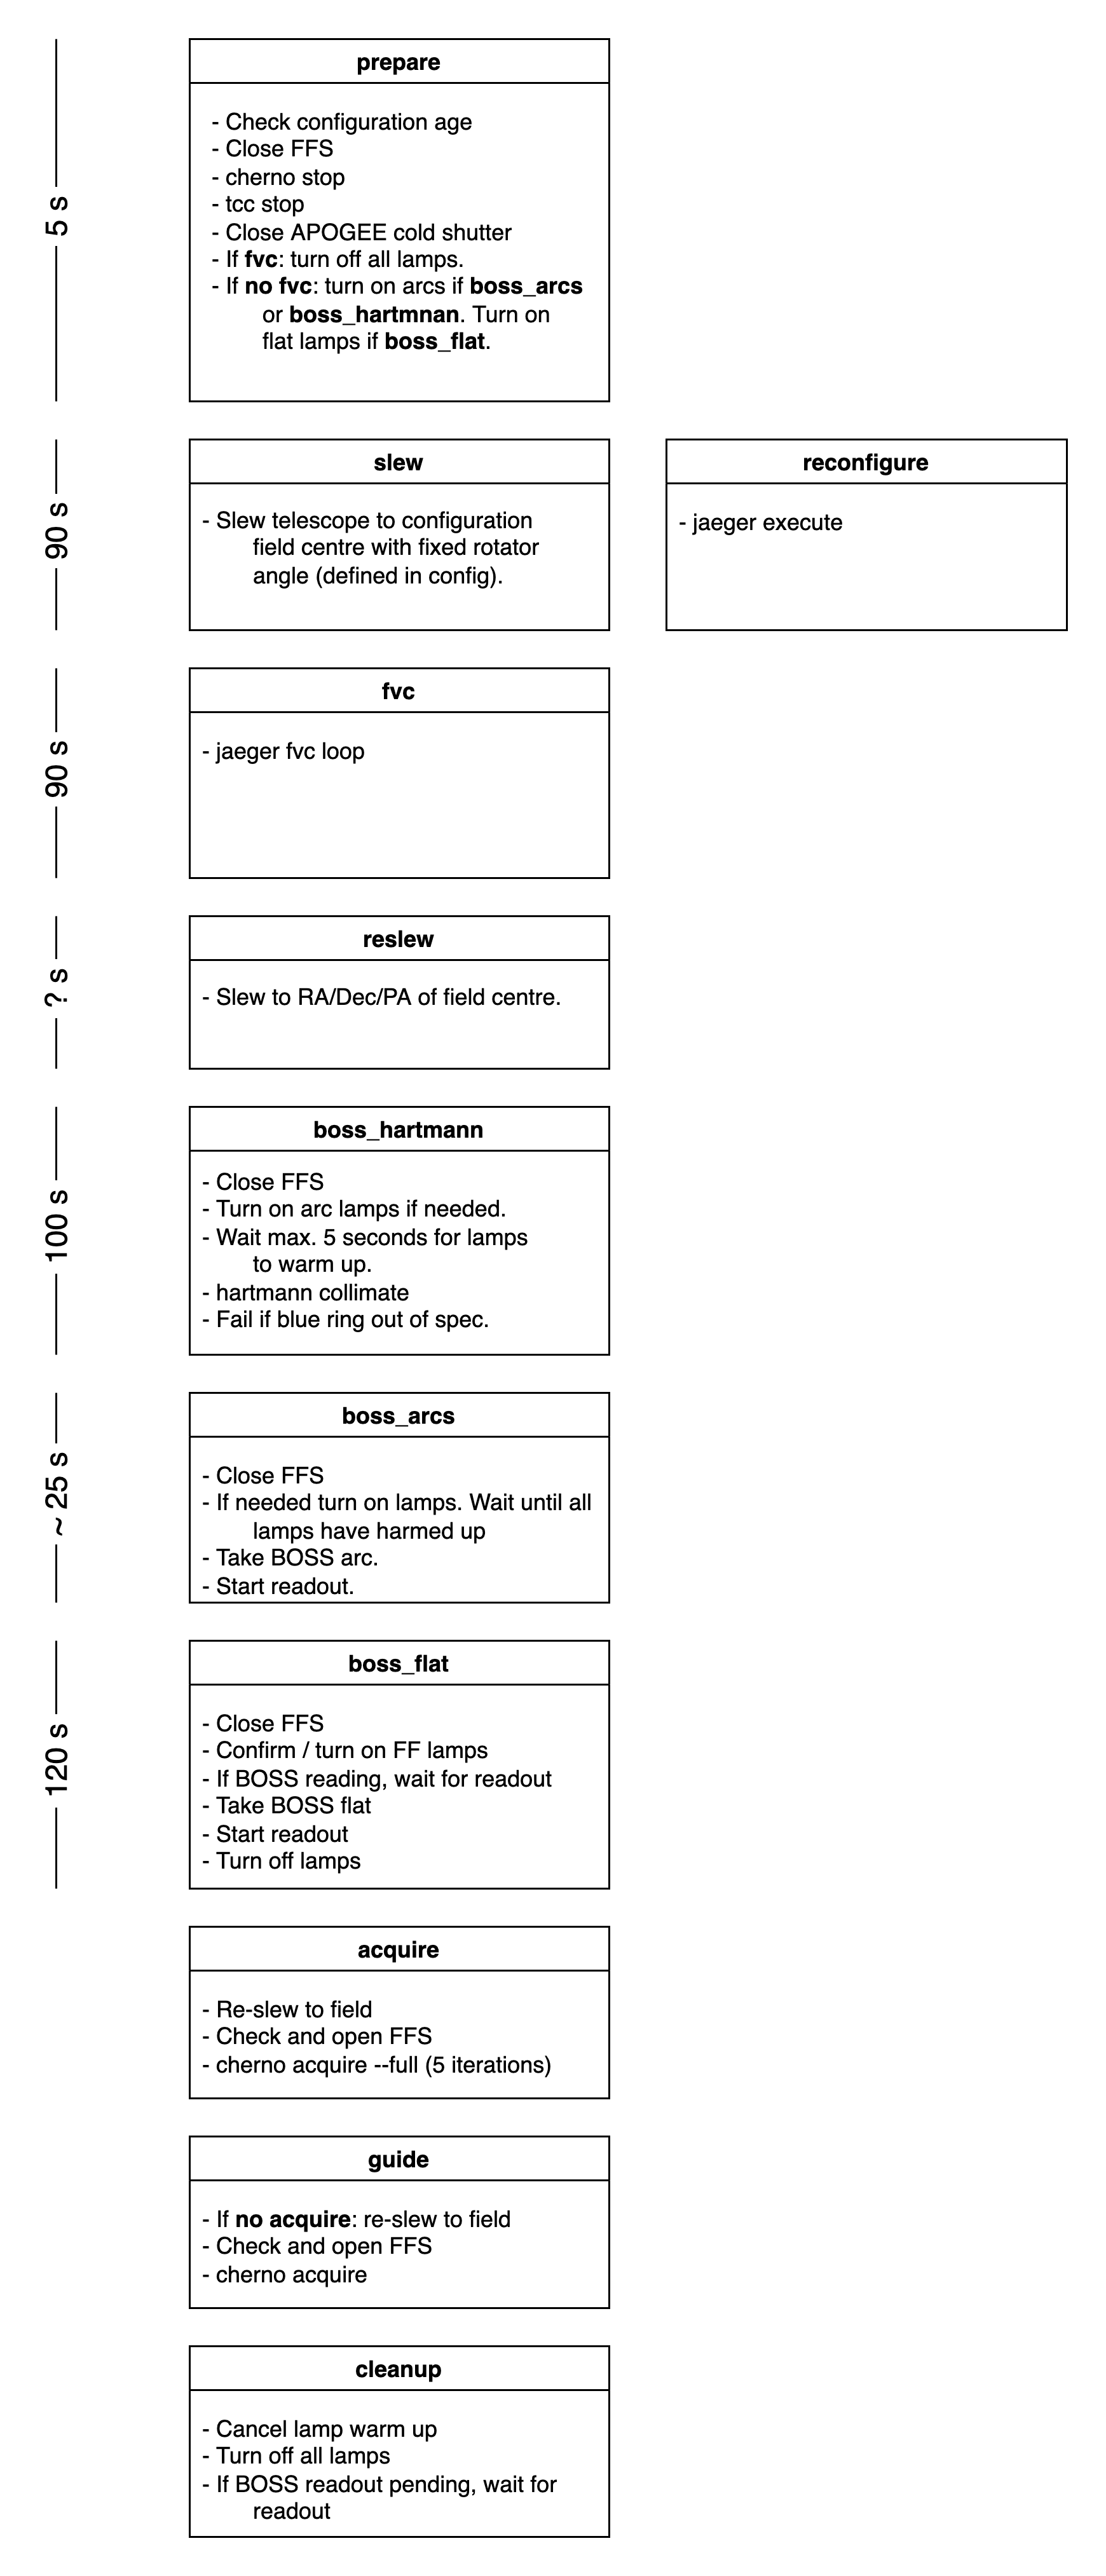 prepare
- Check configuration age
- Close FFS
- cherno stop
- tcc stop
- Close APOGEE cold shutter
- If fvc: turn off all lamps.
- If no fvc: turn on arcs if boss_arcs
or boss_hartmnan. Turn on
flat lamps if boss_flat.
5 s
slew
- Slew telescope to configuration
field centre with fixed rotator
angle (defined in config).
reconfigure
- jaeger execute
90 s
fvc
- jaeger fvc loop
90 s
reslew
- Slew to RA/Dec/PA of field centre.
? s
boss_hartmann
- Close FFS
- Turn on arc lamps if needed.
- Wait max. 5 seconds for lamps
to warm up.
- hartmann collimate
- Fail if blue ring out of spec.
100 s
boss_arcs
- Close FFS
- If needed turn on lamps. Wait until all
lamps have harmed up
- Take BOSS arc.
- Start readout.
~ 25 s
boss_flat
- Close FFS
- Confirm / turn on FF lamps
- If BOSS reading, wait for readout
- Take BOSS flat
- Start readout
- Turn off lamps
120 s
acquire
- Re-slew to field
- Check and open FFS
- cherno acquire --full (5 iterations)
guide
- If no acquire: re-slew to field
- Check and open FFS
- cherno acquire
cleanup
- Cancel lamp warm up
- Turn off all lamps
- If BOSS readout pending, wait for
readout